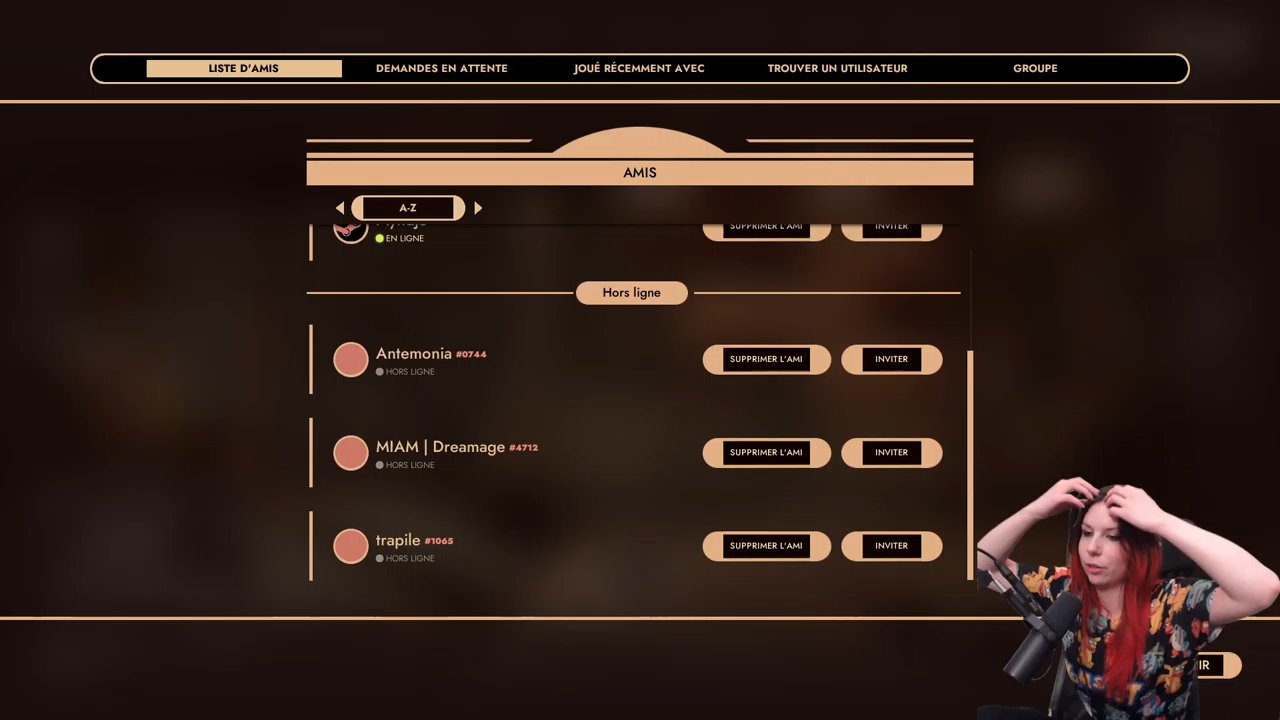 LISTE D'AMIS
DEMANDES EN ATTENTE
JOUÉ RÉCEMMENT AVEC
TROUVER UN UTILISATEUR
GROUPE
AMIS
A-Z
EN LIGNE
SUPPRIMER L'AMI
INVITER
Hors ligne
Antemonia #0744
HORS LIGNE
SUPPRIMER L'AMI
INVITER
MIAM | Dreamage #4712
HORS LIGNE
SUPPRIMER L'AMI
INVITER
trapile #1065
HORS LIGNE
SUPPRIMER L'AMI
INVITER
IR